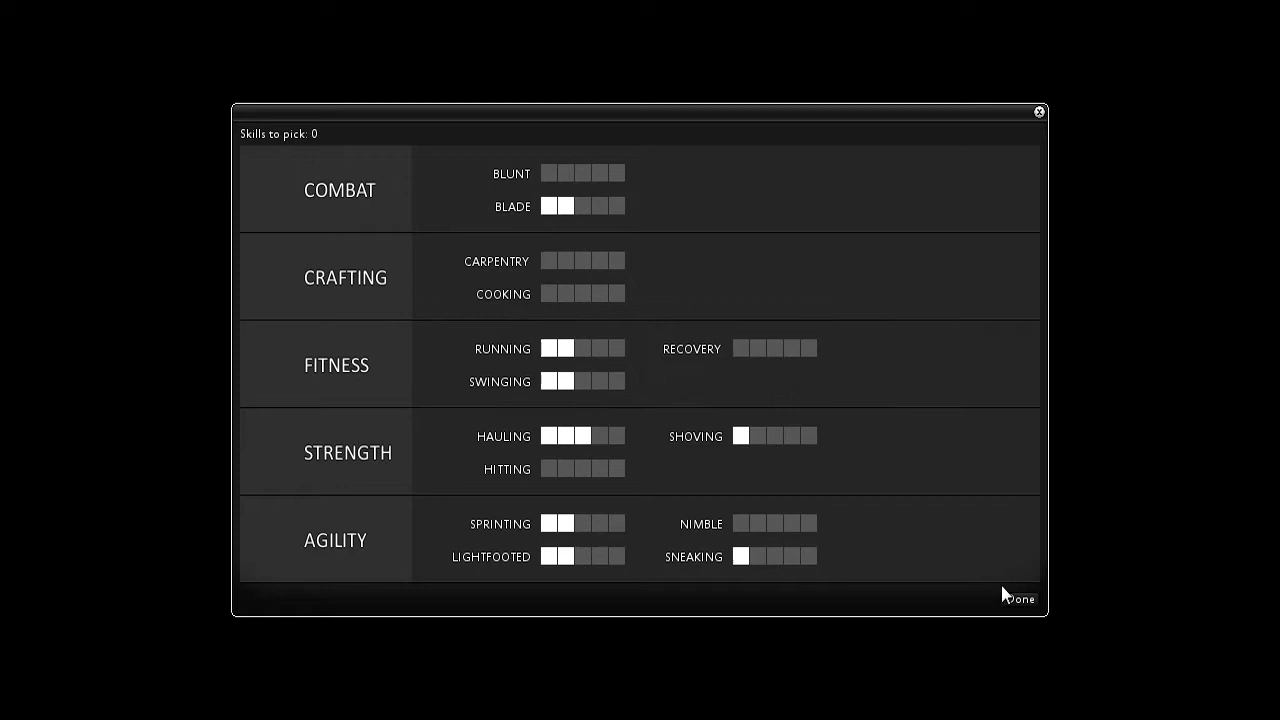 Skills to pick: 0
COMBAT
BLUNT
BLADE
CRAFTING
CARPENTRY
COOKING
FITNESS
RUNNING RECOVERY
SWINGING
STRENGTH
HAULING SHOVING
HITTING
AGILITY
SPRINTING NIMBLE
LIGHTFOOTED SNEAKING
Done